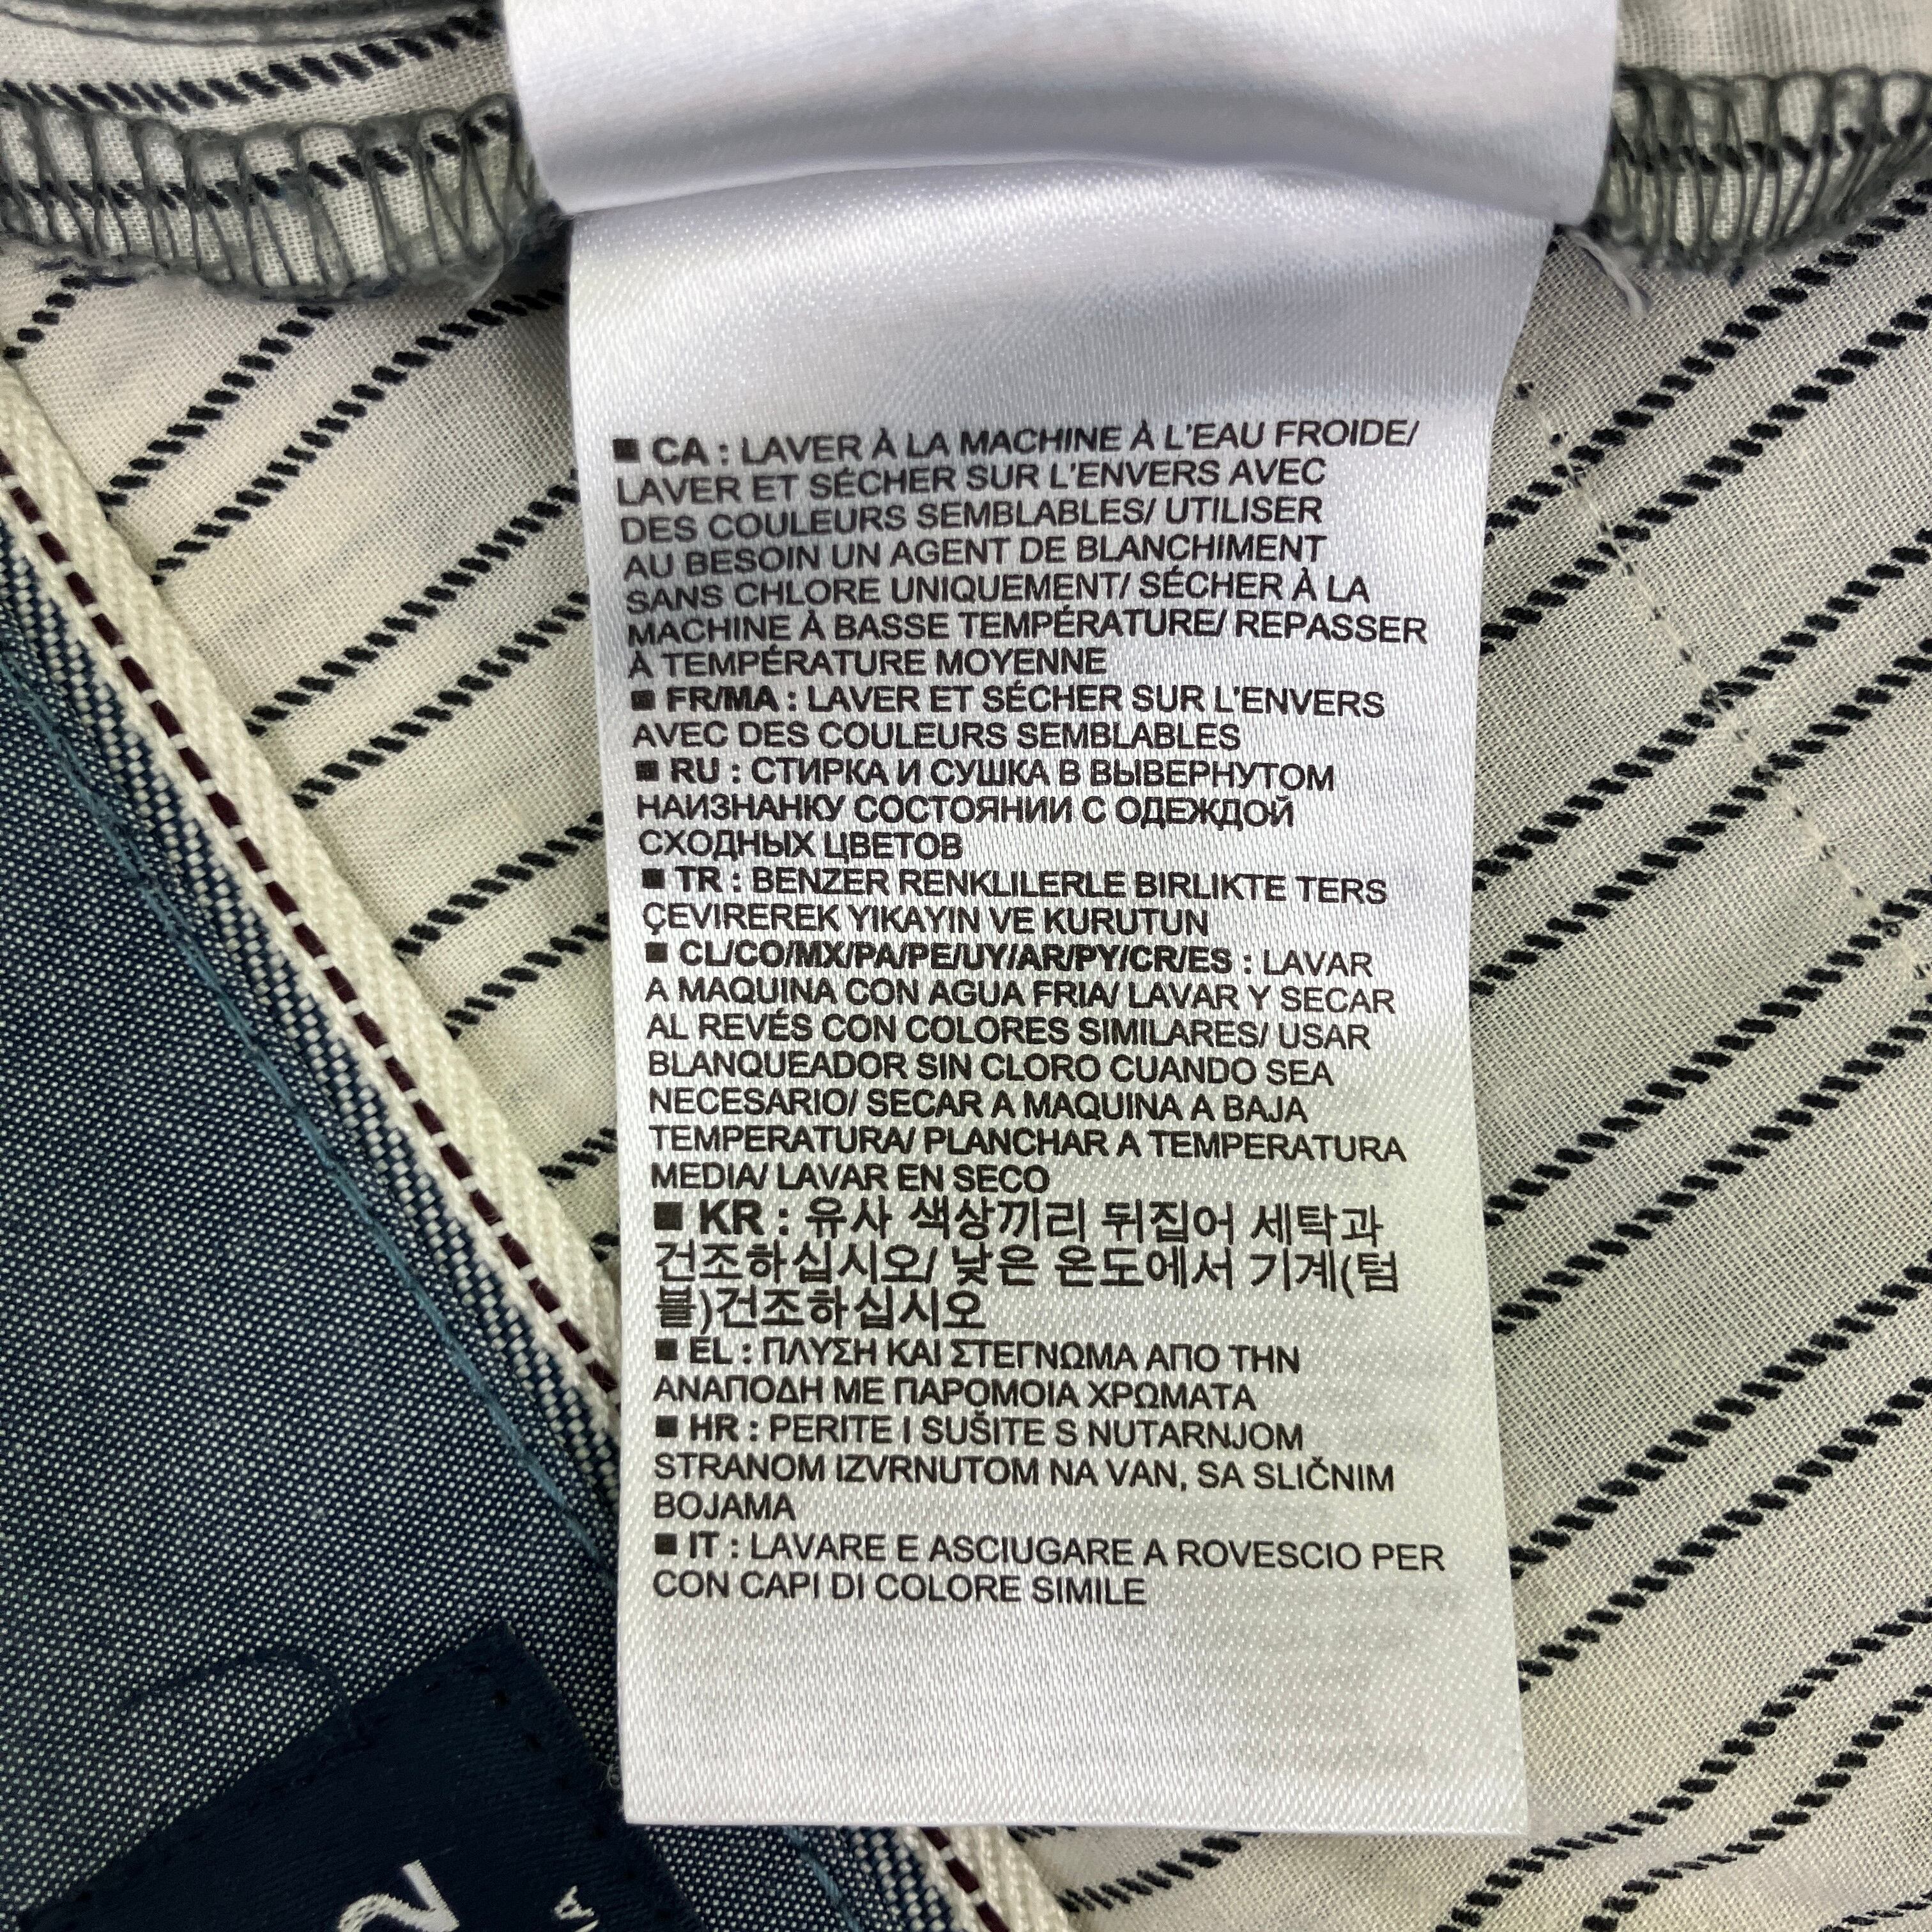 ■ CA : LAVER À LA MACHINE À L'EAU FROIDE/
LAVER ET SÉCHER SUR L'ENVERS AVEC
DES COULEURS SEMBLABLES/ UTILISER
AU BESOIN UN AGENT DE BLANCHIMENT
SANS CHLORE UNIQUEMENT/ SÉCHER À LA
MACHINE À BASSE TEMPÉRATURE/ REPASSER
À TEMPÉRATURE MOYENNE
■ FR/MA : LAVER ET SÉCHER SUR L'ENVERS
AVEC DES COULEURS SEMBLABLES
■ RU : СТИРКА И СУШКА В ВЫВЕРНУТОМ
НАИЗНАНКУ СОСТОЯНИИ С ОДЕЖДОЙ
СХОДНЫХ ЦВЕТОВ
■ TR : BENZER RENKLILERLE BIRLIKTE TERS
ÇEVIREREK YIKAYIN VE KURUTUN
■ CL/CO/MX/PA/PE/UY/AR/PY/CR/ES : LAVAR
A MAQUINA CON AGUA FRIA/ LAVAR Y SECAR
AL REVÉS CON COLORES SIMILARES/ USAR
BLANQUEADOR SIN CLORO CUANDO SEA
NECESARIO/ SECAR A MAQUINA A BAJA
TEMPERATURA/ PLANCHAR A TEMPERATURA
MEDIA/ LAVAR EN SECO
■ KR : 유사 색상끼리 뒤집어 세탁과
건조하십시오/ 낮은 온도에서 기계(텀
블)건조하십시오
■ EL : ΠΛΥΣΗ ΚΑΙ ΣΤΕΓΝΩΜΑ ΑΠΟ ΤΗΝ
ΑΝΑΠΟΔΗ ΜΕ ΠΑΡΟΜΟΙΑ ΧΡΩΜΑΤΑ
■ HR : PERITE I SUŠITE S NUTARNJOM
STRANOM IZVRNUTOM NA VAN, SA SLIČNIM
BOJAMA
■ IT : LAVARE E ASCIUGARE A ROVESCIO PER
CON CAPI DI COLORE SIMILE